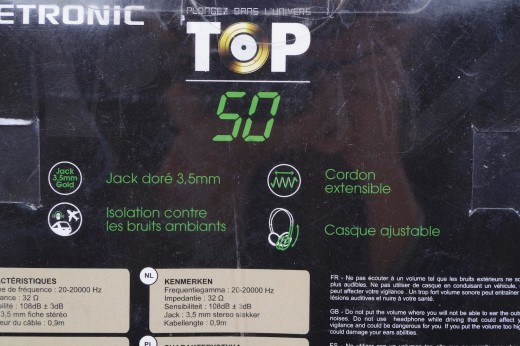 ETRONIC
PLONGEZ DANS L'UNIVERS
TOP
50
Jack
3,5mm
Gold
Jack doré 3,5mm
Cordon
extensible
Isolation contre
les bruits ambiants
Casque ajustable
ACTÉRISTIQUES
e de fréquence : 20-20000 Hz
ance : 32 Ω
ilité : 108dB ± 3dB
3,5 mm fiche stéréo
eur du câble : 0,9m
NL
KENMERKEN
Frequentiegamma : 20-20000 Hz
Impedantie : 32 Ω
Sensibiliteit : 108dB ± 3dB
Jack : 3,5 mm stereo stekker
Kabellengte : 0,9m
FR - Ne pas écouter à un volume tel que les bruits extérieurs ne so
plus audibles. Ne pas utiliser de casque en conduisant un véhicule,
peut affecter votre vigilance . Un trop fort volume sonore peut entraîner
lésions auditives et nuire à votre santé.
GB - Do not put the volume where you will not be able to hear out
noises. Do not use headphone while driving that could affect y
vigilance and could be dangerous for you. If you put the volume too hig
could damage your ears abilities.
PL